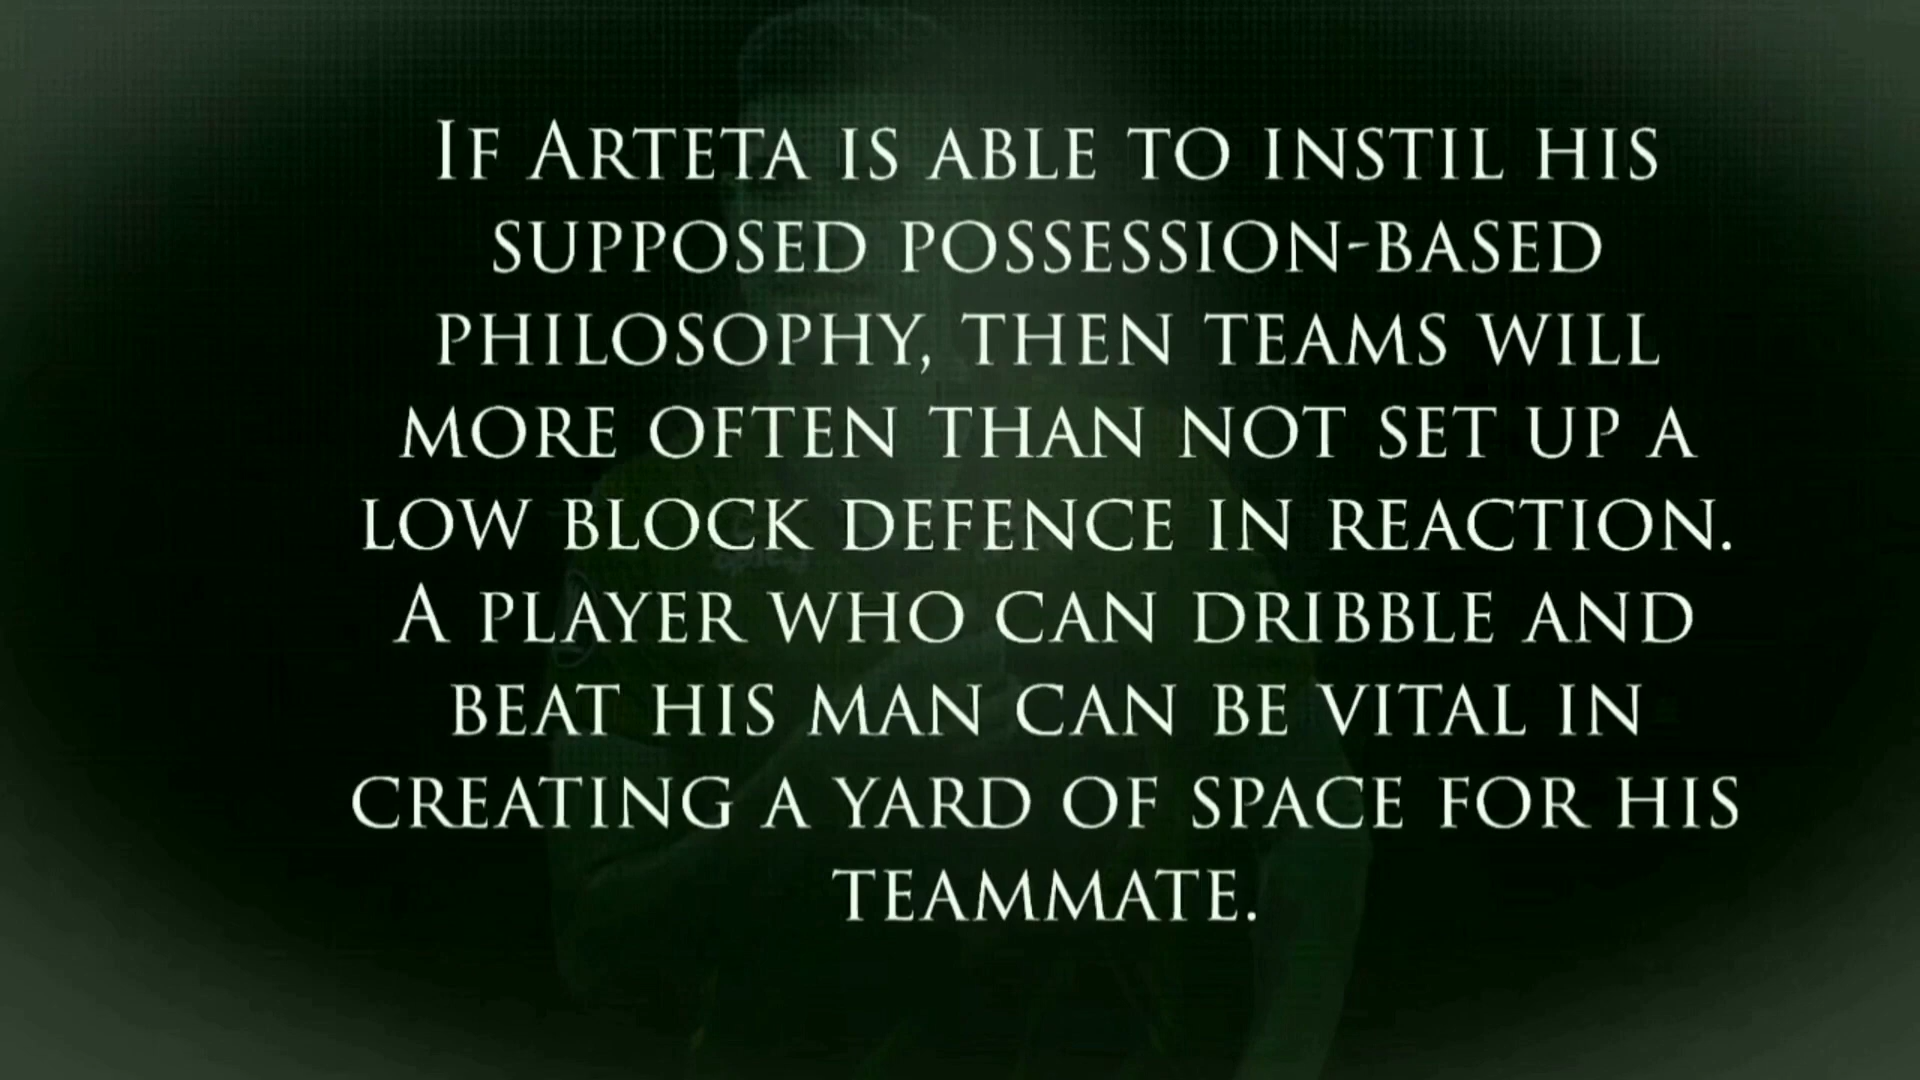 If Arteta is able to instil his
supposed possession-based
philosophy, then teams will
more often than not set up a
low block defence in reaction.
A player who can dribble and
beat his man can be vital in
creating a yard of space for his
teammate.